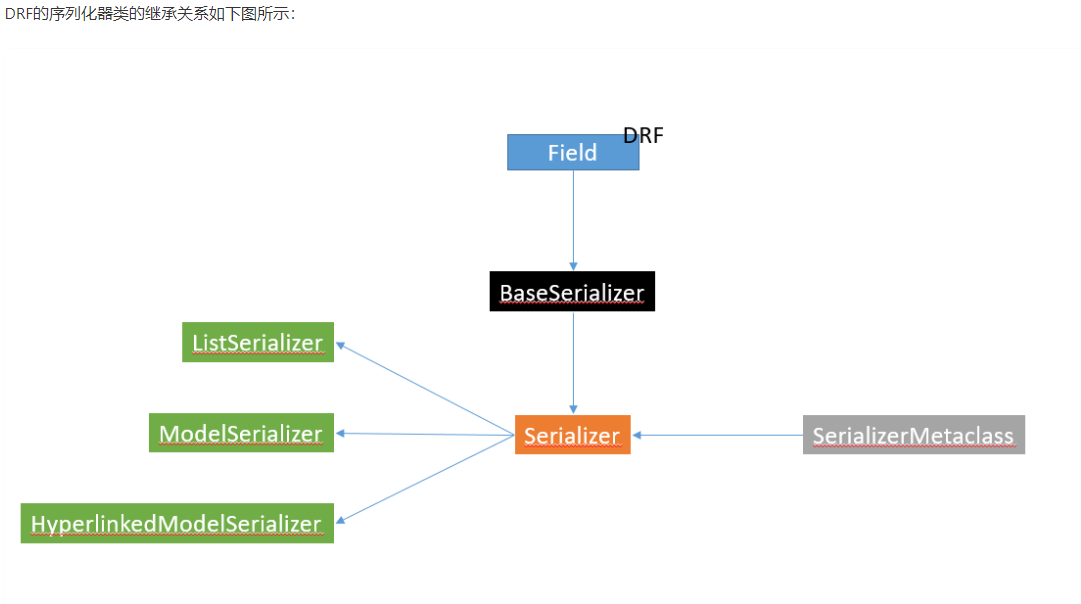 DRF的序列化器类的继承关系如下图所示：
DRF
Field
BaseSerializer
ListSerializer
ModelSerializer
Serializer
SerializerMetaclass
HyperlinkedModelSerializer